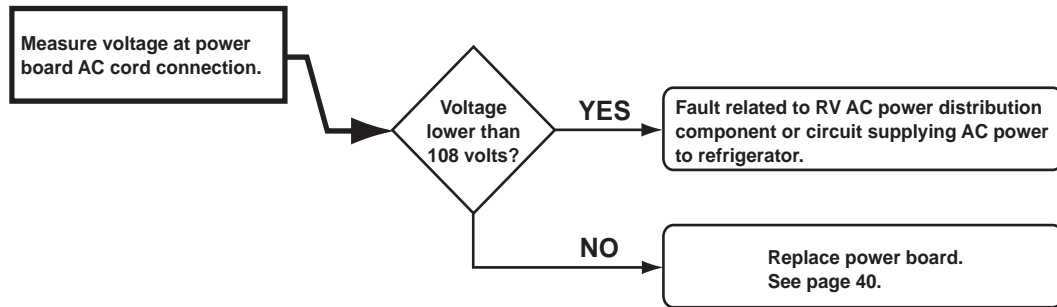 Measure voltage at power
board AC cord connection.
Voltage
lower than
108 volts?
YES
Fault related to RV AC power distribution
component or circuit supplying AC power
to refrigerator.
NO
Replace power board.
See page 40.